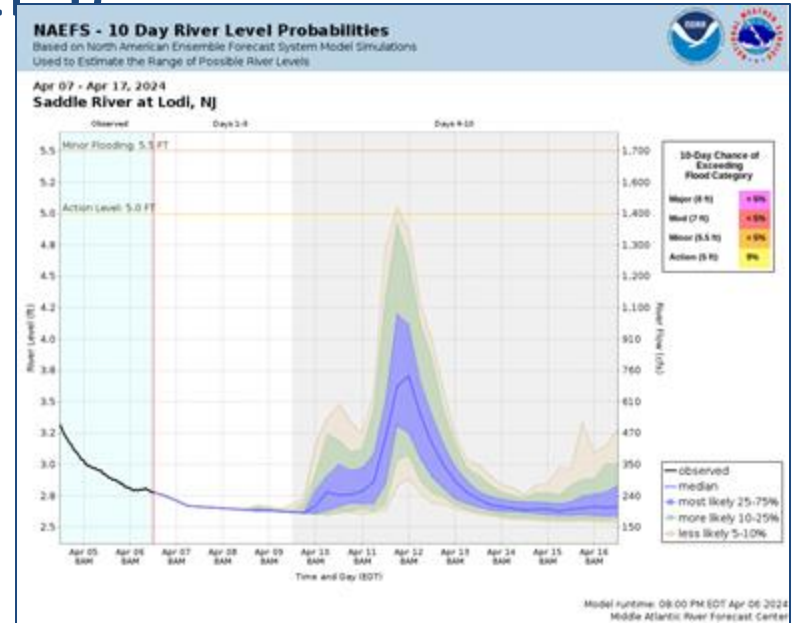 NAEFS - 10 Day River Level Probabilities
Based on North American Ensemble Forecast System Model Simulations
Used to Estimate the Range of Possible River Levels
Apr 07 - Apr 17, 2024
Saddle River at Lodi, NJ
Observed Days 1-3 Days 4-10
Minor Flooding: 5.5 FT
Action Level: 5.0 FT
River Level (ft)
5.5
5.2
5.0
4.8
4.5
4.2
4.0
3.8
3.5
3.2
3.0
2.8
2.5
1,700
1,600
1,400
1,300
1,200
1,100
910
760
610
470
350
240
150
River Flow (cfs)
Apr 05 Apr 06 Apr 07 Apr 08 Apr 09 Apr 10 Apr 11 Apr 12 Apr 13 Apr 14 Apr 15 Apr 16
8AM 8AM 8AM 8AM 8AM 8AM 8AM 8AM 8AM 8AM 8AM 8AM
Time and Day (EDT)
10-Day Chance of
Exceeding
Flood Category
Major (8 ft) < 5%
Mod (7 ft) < 5%
Minor (5.5 ft) < 5%
Action (5 ft)
observed
median
most likely 25-75%
more likely 10-25%
less likely 5-10%
Model runtime: 08:00 PM EDT Apr 06 2024
Middle Atlantic River Forecast Center